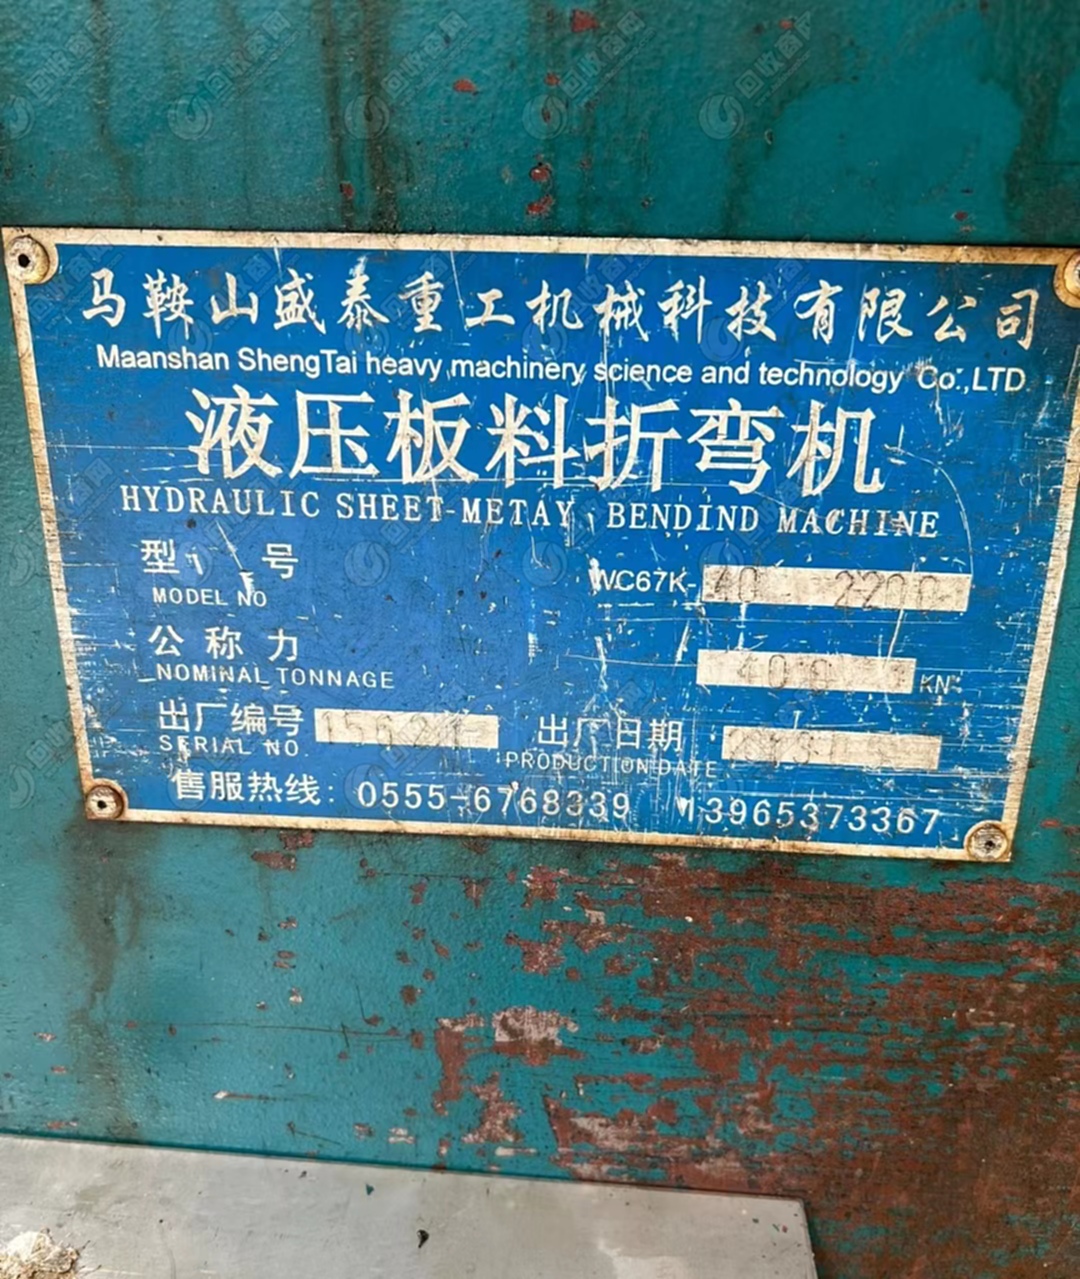 马鞍山盛泰重工机械科技有限公司
Maanshan ShengTai heavy machinery science and technology Co.,LTD
液压板料折弯机
HYDRAULIC SHEET-METAY BENDIND MACHINE
型 号 WC67K-40 2200
MODEL NO
公称力 400 KN
NOMINAL TONNAGE
出厂编号 出厂日期
SERIAL NO PRODUCTION DATE
售服热线: 0555-6768339 13965373367